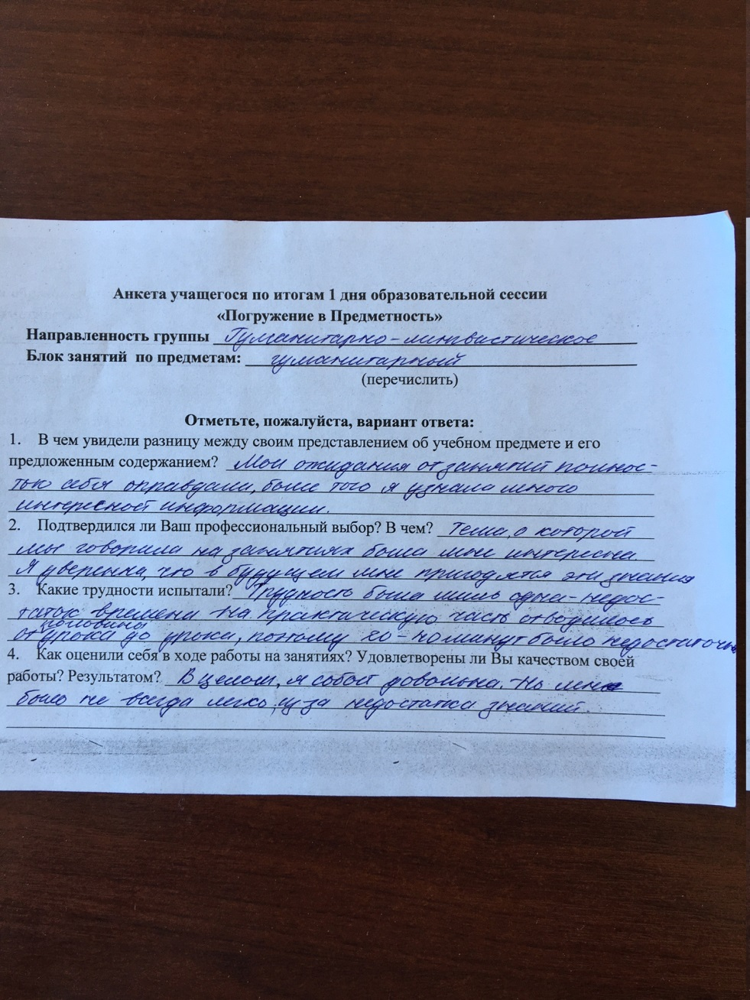 Анкета учащегося по итогам 1 дня образовательной сессии
«Погружение в Предметность»
Направленность группы Гуманитарно-лингвистическое
Блок занятий по предметам: гуманитарный
(перечислить)
Отметьте, пожалуйста, вариант ответа:
1. В чем увидели разницу между своим представлением об учебном предмете и его
предложенным содержанием? Мои ожидания от занятий полнос-
тью себя оправдали, более того я узнала много
интересной информации.
2. Подтвердился ли Ваш профессиональный выбор? В чем? Тема, о которой
мы говорили на занятиях была мне интересна.
Я уверенна, что в будущем мне пригодятся эти знания
3. Какие трудности испытали? Трудность была лишь одна - недос-
таток времени. На практическую часть отводилось
половины
от урока до урока, поэтому 20-40 минут было недостаточно
4. Как оценили себя в ходе работы на занятиях? Удовлетворены ли Вы качеством своей
работы? Результатом? В целом, я собой довольна. Но мне
было не всегда легко, из за недостатка знаний.